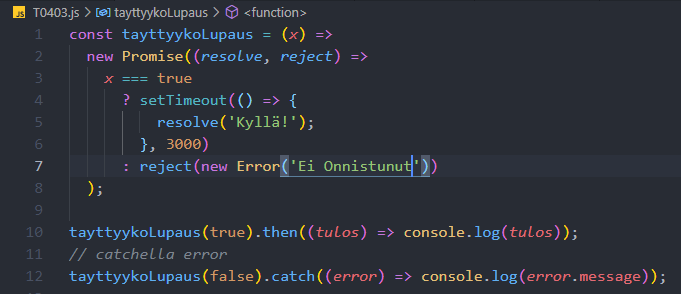 T0403.js > tayttyykoLupaus > <function>
1 const tayttyykoLupaus = (x) =>
2 new Promise((resolve, reject) =>
3 x === true
4 ? setTimeout(() => {
5 resolve('Kyllä!');
6 }, 3000)
7 : reject(new Error('Ei Onnistunut'))
8 );
9
10 tayttyykoLupaus(true).then((tulos) => console.log(tulos));
11 // catchella error
12 tayttyykoLupaus(false).catch((error) => console.log(error.message));